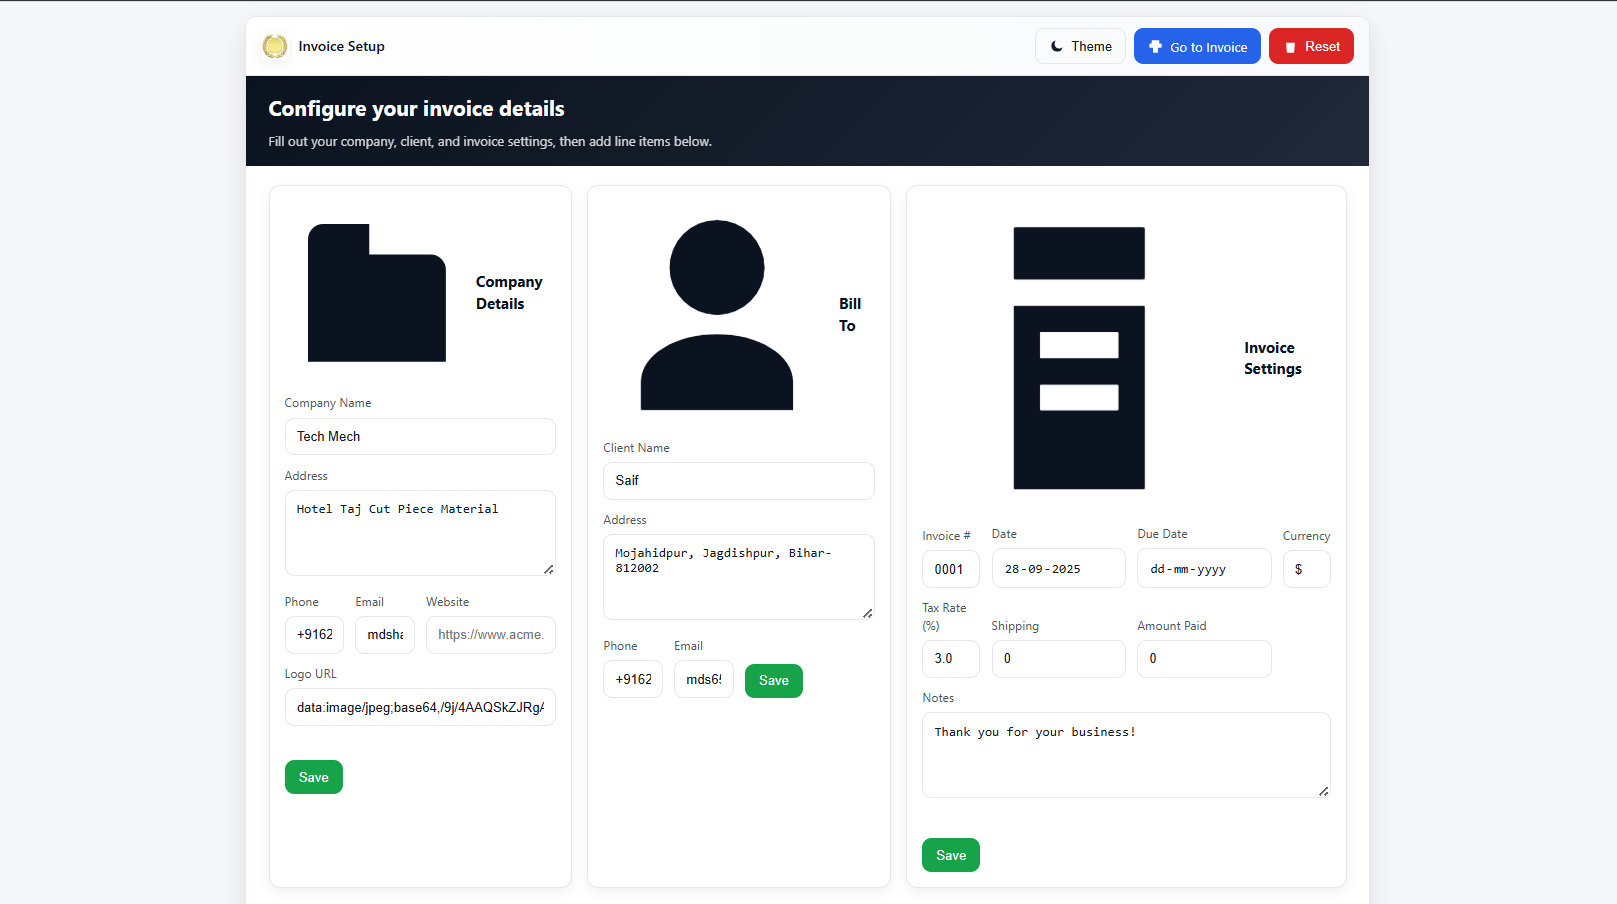 Invoice Setup
Theme
Go to Invoice
Reset
Configure your invoice details
Fill out your company, client, and invoice settings, then add line items below.
Company
Details
Company Name
Tech Mech
Address
Hotel Taj Cut Piece Material
Phone
Email
Website
+9162
mdsha
https://www.acme.
Logo URL
data:image/jpeg;base64,/9j/4AAQSkZJRgA
Save
Bill
To
Client Name
Saif
Address
Mojahidpur, Jagdishpur, Bihar-
812002
Phone
Email
+9162
mds65
Save
Invoice
Settings
Invoice #
Date
Due Date
Currency
0001
28-09-2025
dd-mm-yyyy
$
Tax Rate
(%)
Shipping
Amount Paid
3.0
0
0
Notes
Thank you for your business!
Save